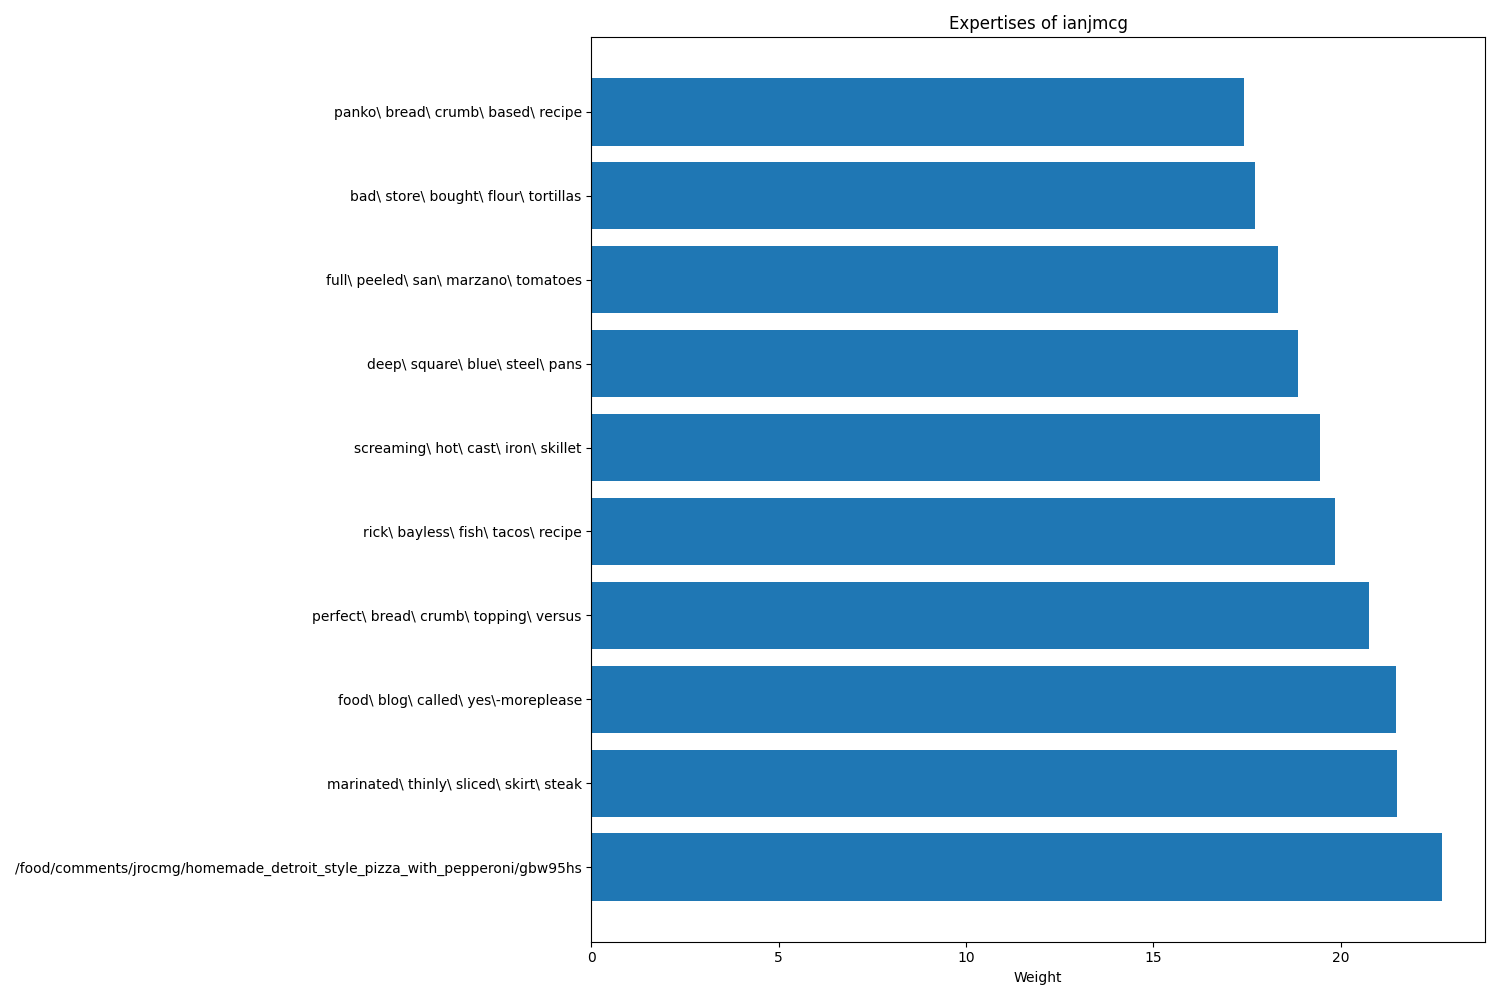 Expertises of ianjmcg
panko\ bread\ crumb\ based\ recipe
bad\ store\ bought\ flour\ tortillas
full\ peeled\ san\ marzano\ tomatoes
deep\ square\ blue\ steel\ pans
screaming\ hot\ cast\ iron\ skillet
rick\ bayless\ fish\ tacos\ recipe
perfect\ bread\ crumb\ topping\ versus
food\ blog\ called\ yes\-moreplease
marinated\ thinly\ sliced\ skirt\ steak
/food/comments/jrocmg/homemade_detroit_style_pizza_with_pepperoni/gbw95hs
0 5 10 15 20
Weight